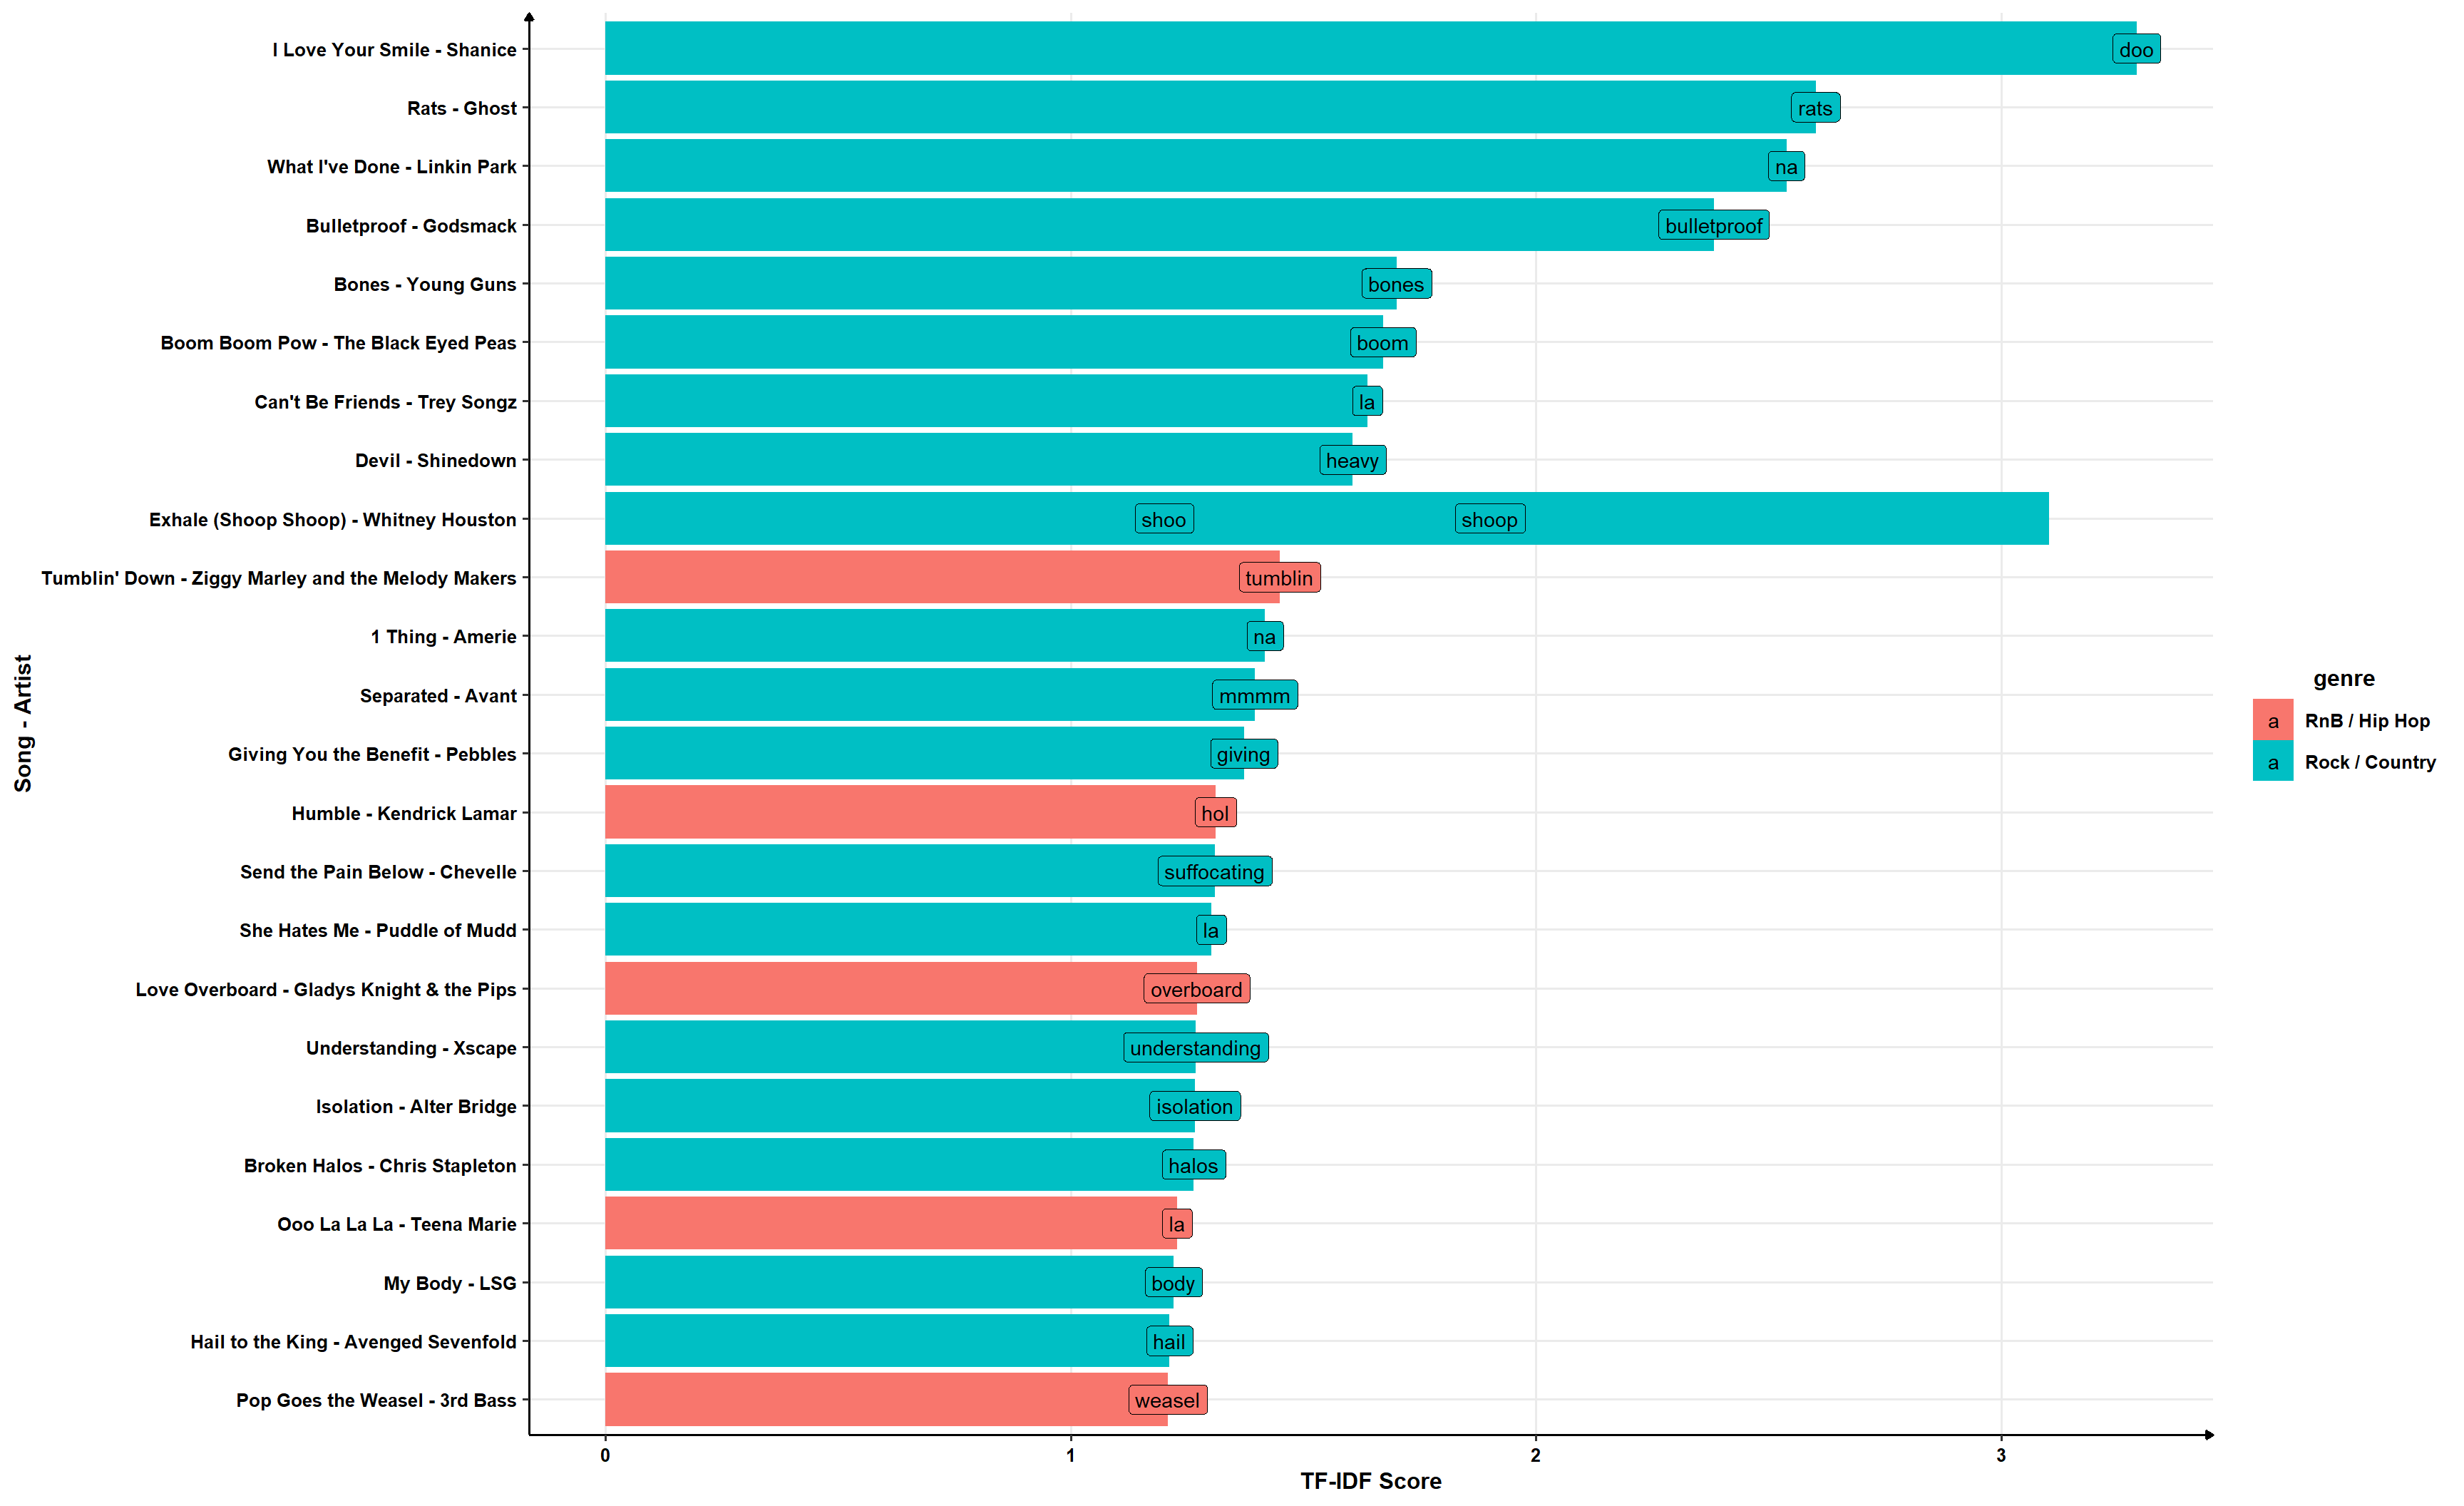 I Love Your Smile - Shanice doo
Rats - Ghost rats
What I've Done - Linkin Park na
Bulletproof - Godsmack bulletproof
Bones - Young Guns bones
Boom Boom Pow - The Black Eyed Peas boom
Can't Be Friends - Trey Songz la
Devil - Shinedown heavy
Exhale (Shoop Shoop) - Whitney Houston shoo shoop
Tumblin' Down - Ziggy Marley and the Melody Makers tumblin
1 Thing - Amerie na
Separated - Avant mmmm
Giving You the Benefit - Pebbles giving
Humble - Kendrick Lamar hol
Send the Pain Below - Chevelle suffocating
She Hates Me - Puddle of Mudd la
Love Overboard - Gladys Knight & the Pips overboard
Understanding - Xscape understanding
Isolation - Alter Bridge isolation
Broken Halos - Chris Stapleton halos
Ooo La La La - Teena Marie la
My Body - LSG body
Hail to the King - Avenged Sevenfold hail
Pop Goes the Weasel - 3rd Bass weasel
0 1 2 3
TF-IDF Score
Song - Artist
genre
a RnB / Hip Hop
a Rock / Country